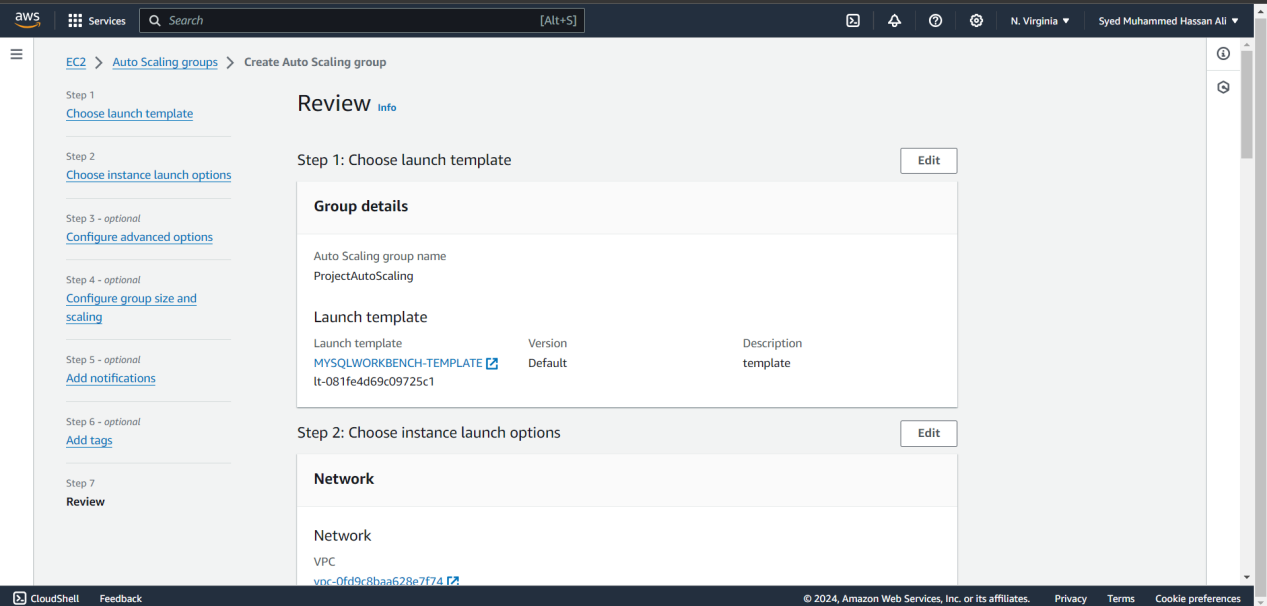 aws
Services
Search [Alt+S]
N. Virginia
Syed Muhammed Hassan Ali
EC2 > Auto Scaling groups > Create Auto Scaling group
Step 1
Choose launch template
Step 2
Choose instance launch options
Step 3 - optional
Configure advanced options
Step 4 - optional
Configure group size and
scaling
Step 5 - optional
Add notifications
Step 6 - optional
Add tags
Step 7
Review
Review Info
Step 1: Choose launch template
Edit
Group details
Auto Scaling group name
ProjectAutoScaling
Launch template
Launch template Version Description
MYSQLWORKBENCH-TEMPLATE Default template
lt-081fe4d69c09725c1
Step 2: Choose instance launch options
Edit
Network
Network
VPC
vpc-0fd9c8baa628e7f74
CloudShell Feedback © 2024, Amazon Web Services, Inc. or its affiliates. Privacy Terms Cookie preferences